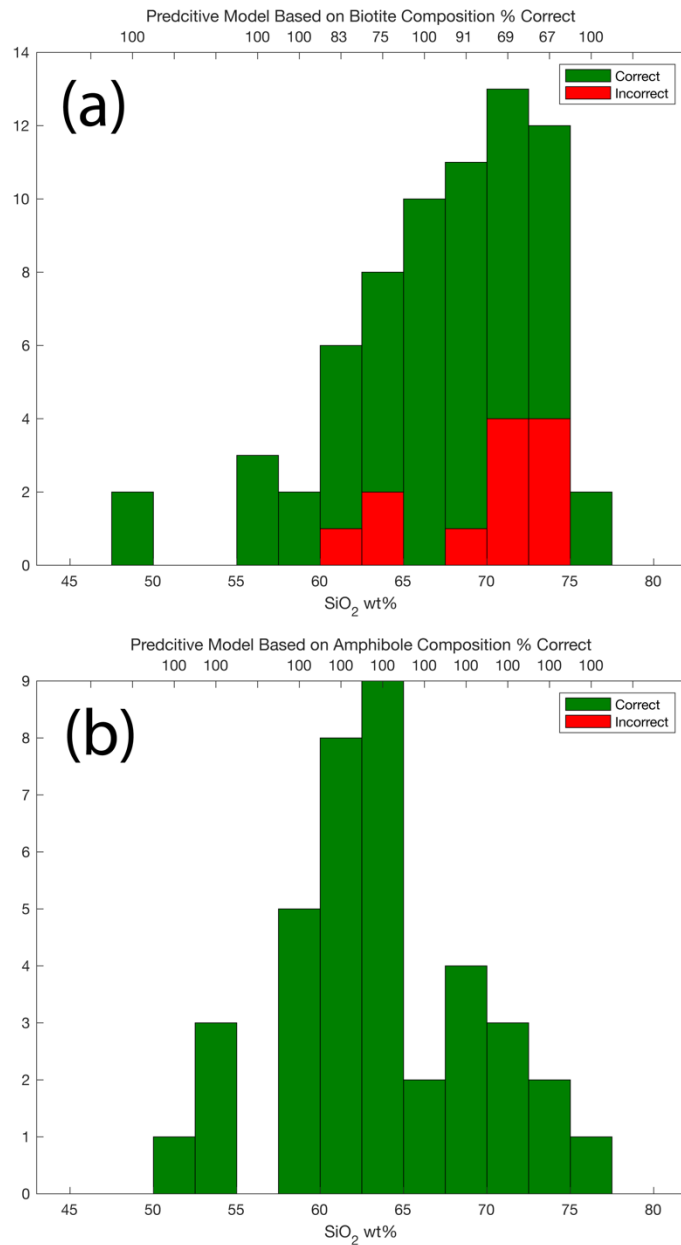 Predcitive Model Based on Biotite Composition % Correct
100 100 100 83 75 100 91 69 67 100
14
(a)
Correct
Incorrect
12
10
8
6
4
2
0
45 50 55 60 65 70 75 80
SiO2 wt%
Predcitive Model Based on Amphibole Composition % Correct
100 100 100 100 100 100 100 100 100 100
9
(b)
Correct
Incorrect
8
7
6
5
4
3
2
1
0
45 50 55 60 65 70 75 80
SiO2 wt%